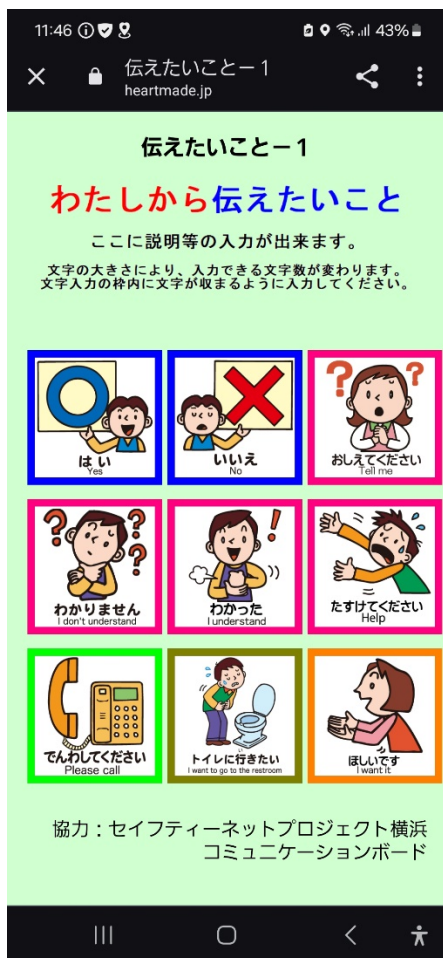 11:46
43%
伝えたいことー１
heartmade.jp
伝えたいことー１
わたしから伝えたいこと
ここに説明等の入力が出来ます。
文字の大きさにより、入力できる文字数が変わります。
文字入力の枠内に文字が収まるように入力してください。
はい
Yes
いいえ
No
おしえてください
Tell me
わかりません
I don't understand
わかった
I understand
たすけてください
Help
でんわしてください
Please call
トイレに行きたい
I want to go to the restroom
ほしいです
I want it
協力：セイフティーネットプロジェクト横浜
コミュニケーションボード